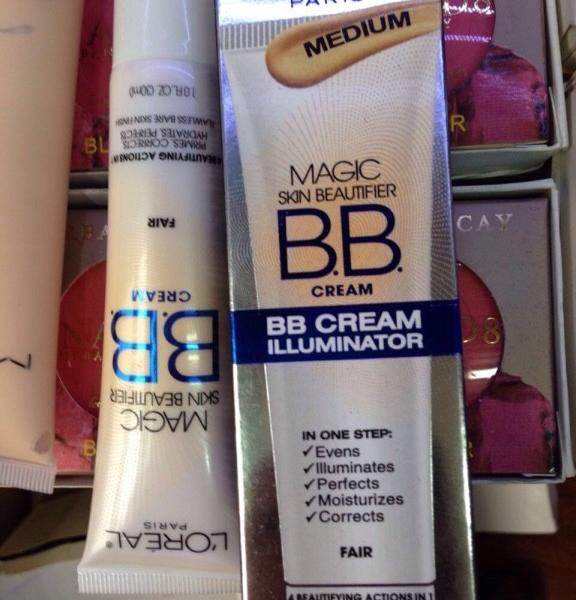 PARIS
MEDIUM
MAGIC
SKIN BEAUTIFIER
B.B.
CREAM
BB CREAM
ILLUMINATOR
IN ONE STEP:
✓Evens
✓Illuminates
✓Perfects
✓Moisturizes
✓Corrects
FAIR
4 BEAUTIFYING ACTIONS IN 1
L'ORÉAL
PARIS
MAGIC
SKIN BEAUTIFIER
B.B.
CREAM
FAIR
4 BEAUTIFYING ACTIONS IN 1
PRIMES, CORRECTS
HYDRATES, PERFECTS
FLAWLESS BARE SKIN FINISH
1.0 FL.OZ. (30ml)
CAY